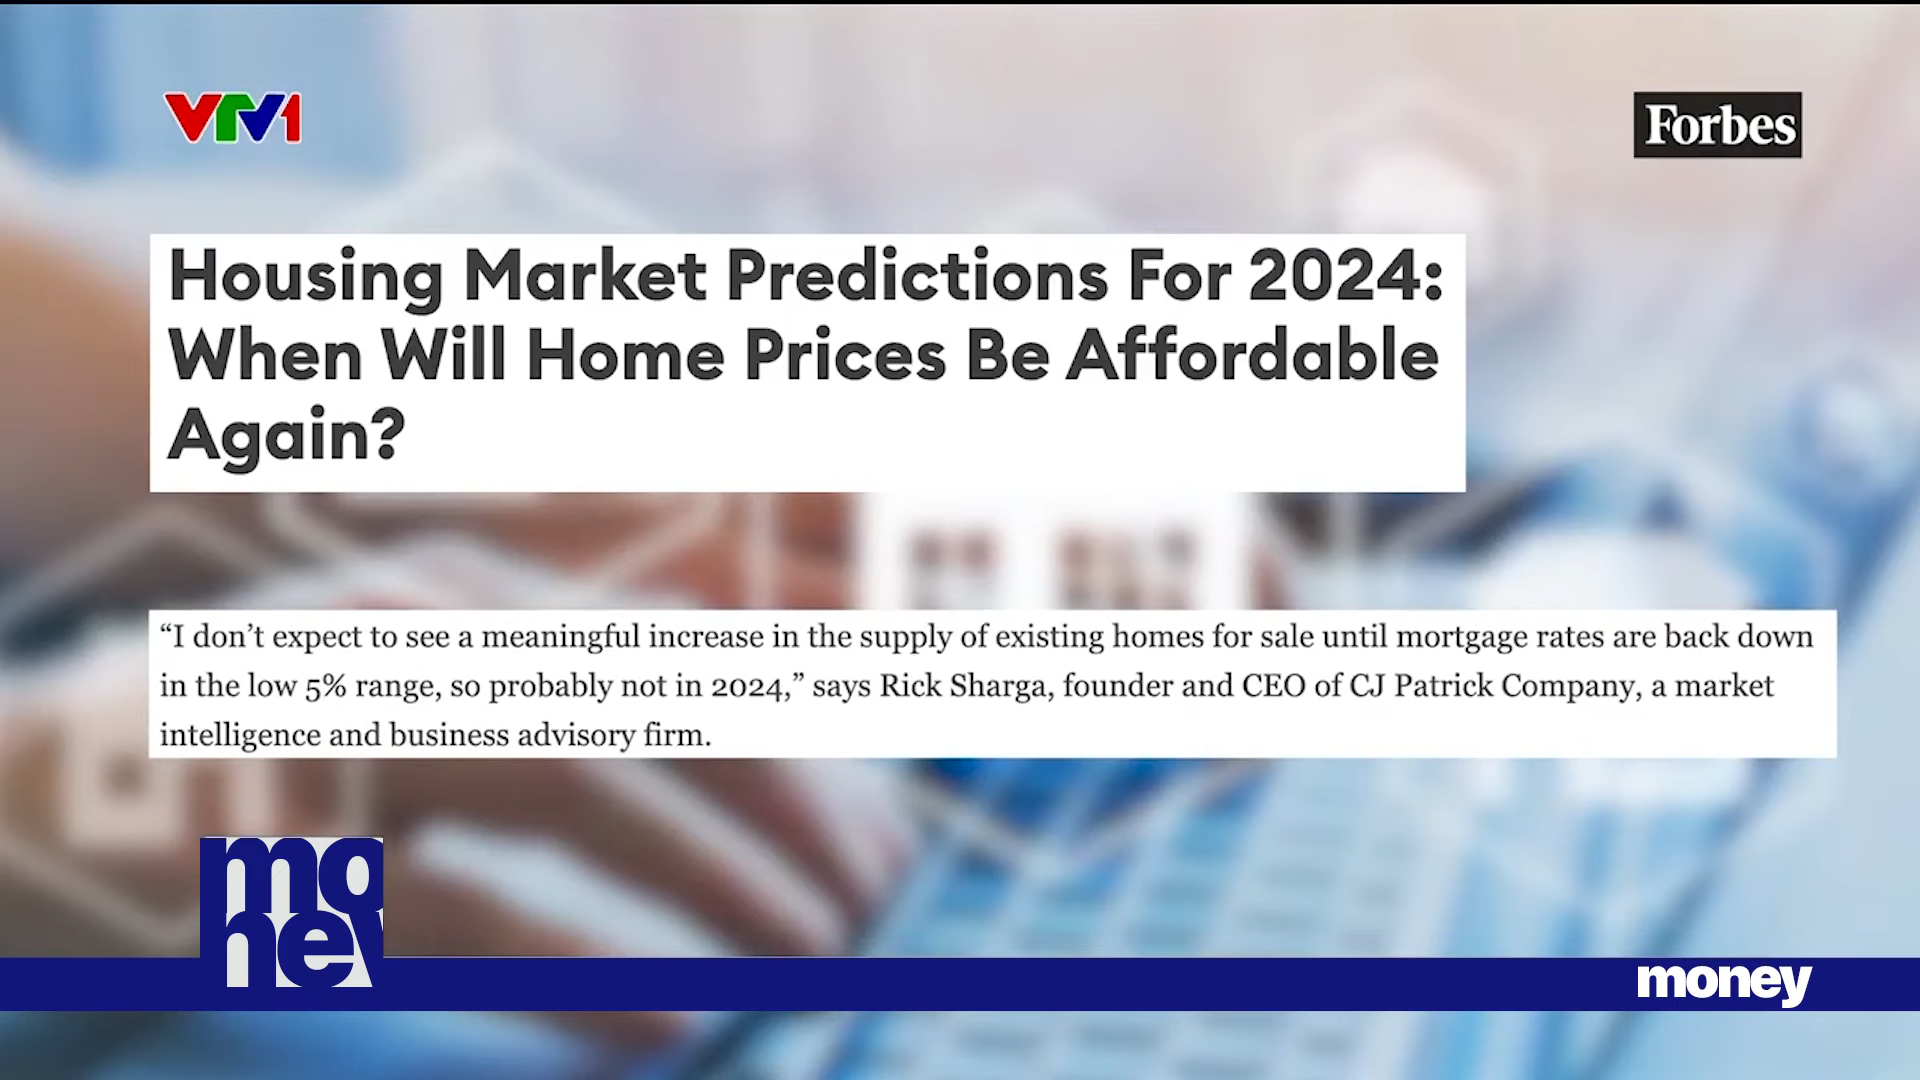 VTV1
Forbes
Housing Market Predictions For 2024:
When Will Home Prices Be Affordable
Again?
“I don’t expect to see a meaningful increase in the supply of existing homes for sale until mortgage rates are back down
in the low 5% range, so probably not in 2024,” says Rick Sharga, founder and CEO of CJ Patrick Company, a market
intelligence and business advisory firm.
mo
ney
money